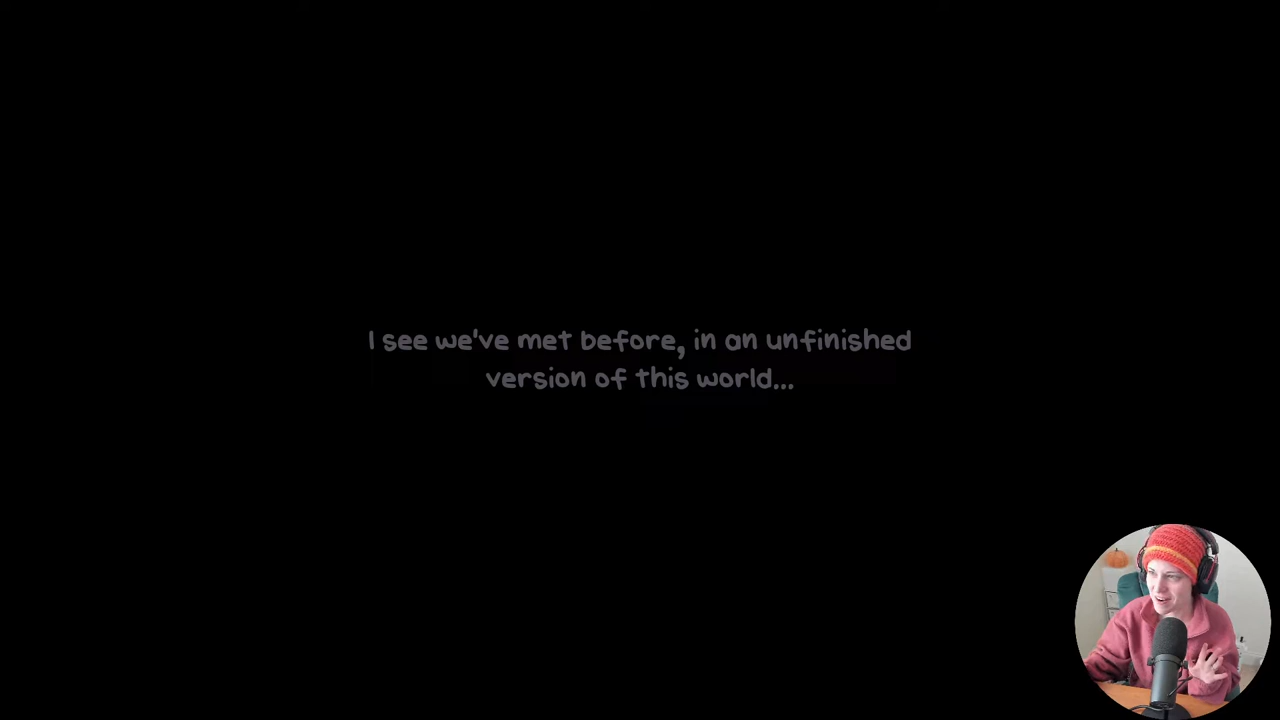 I see we've met before, in an unfinished
version of this world...